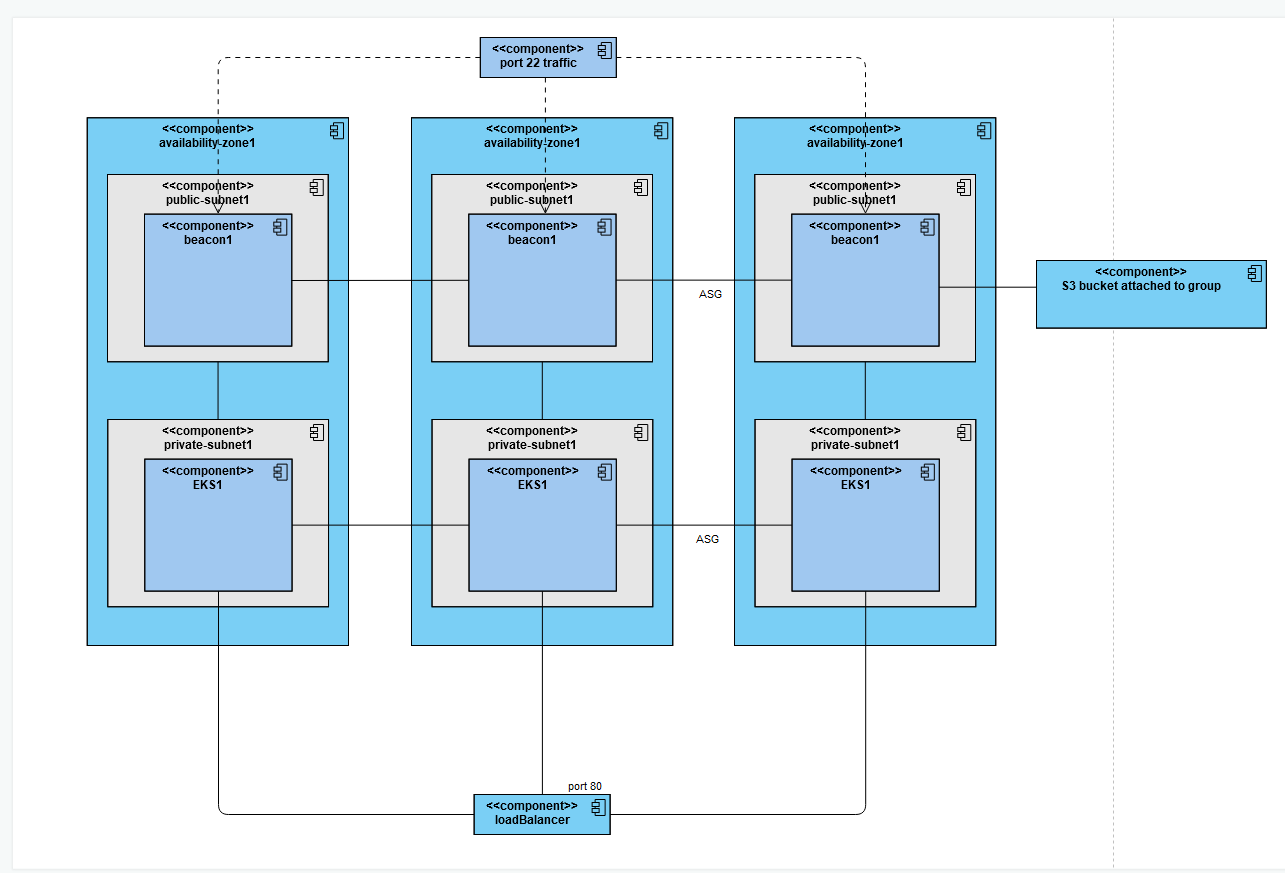 <<component>>
port 22 traffic
<<component>>
availability-zone1
<<component>>
availability-zone1
<<component>>
availability-zone1
<<component>>
public-subnet1
<<component>>
public-subnet1
<<component>>
public-subnet1
<<component>>
beacon1
<<component>>
beacon1
<<component>>
beacon1
<<component>>
S3 bucket attached to group
ASG
<<component>>
private-subnet1
<<component>>
private-subnet1
<<component>>
private-subnet1
<<component>>
EKS1
<<component>>
EKS1
<<component>>
EKS1
ASG
port 80
<<component>>
loadBalancer